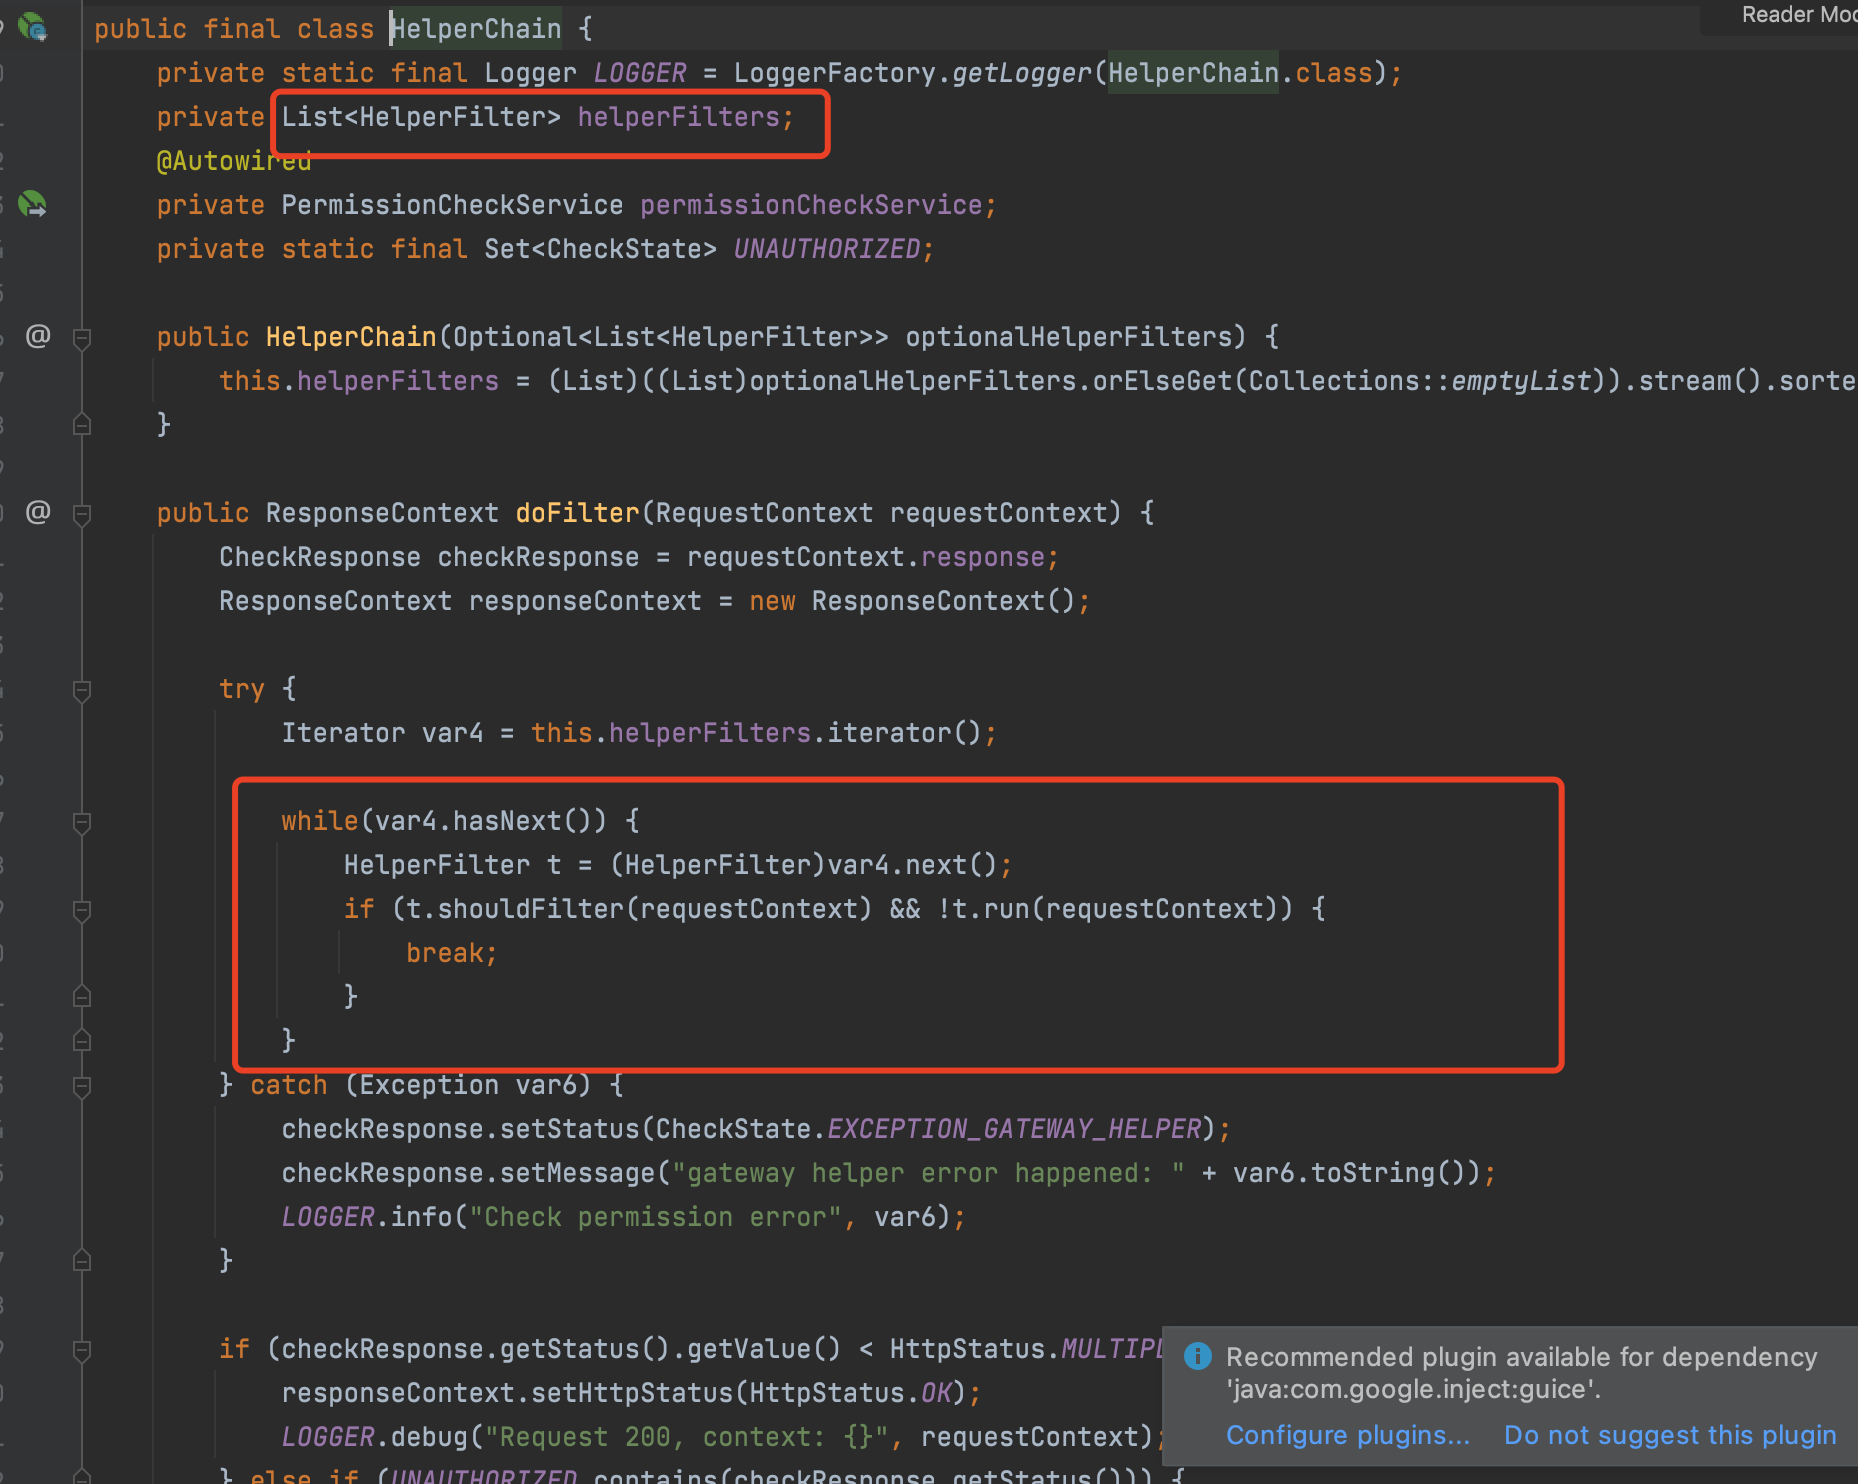 public final class HelperChain {
Reader
private static final Logger LOGGER = LoggerFactory.getLogger(HelperChain.class);
private List<HelperFilter> helperFilters;
@Autowired
private PermissionCheckService permissionCheckService;
private static final Set<CheckState> UNAUTHORIZED;
@ public HelperChain(Optional<List<HelperFilter>> optionalHelperFilters) {
this.helperFilters = (List)((List)optionalHelperFilters.orElseGet(Collections::emptyList)).stream().sorte
}
@ public ResponseContext doFilter(RequestContext requestContext) {
CheckResponse checkResponse = requestContext.response;
ResponseContext responseContext = new ResponseContext();
try {
Iterator var4 = this.helperFilters.iterator();
while(var4.hasNext()) {
HelperFilter t = (HelperFilter)var4.next();
if (t.shouldFilter(requestContext) && !t.run(requestContext)) {
break;
}
}
} catch (Exception var6) {
checkResponse.setStatus(CheckState.EXCEPTION_GATEWAY_HELPER);
checkResponse.setMessage("gateway helper error happened: " + var6.toString());
LOGGER.info("Check permission error", var6);
}
if (checkResponse.getStatus().getValue() < HttpStatus.MULTIPL
responseContext.setHttpStatus(HttpStatus.OK);
LOGGER.debug("Request 200, context: {}", requestContext);
} else if (UNAUTHORIZED.contains(checkResponse.getStatus())) {
Recommended plugin available for dependency
'java:com.google.inject:guice'.
Configure plugins... Do not suggest this plugin